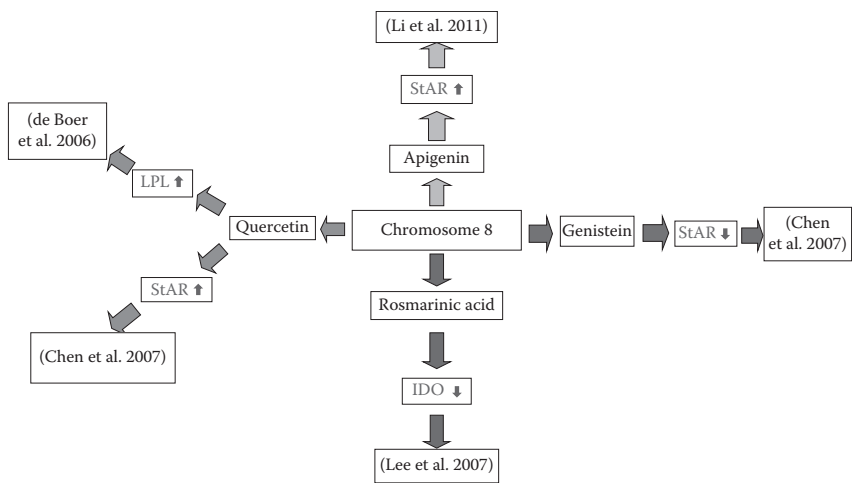 (Li et al. 2011)
StAR ⬆
(de Boer
et al. 2006)
Apigenin
LPL ⬆
Quercetin
Chromosome 8
Genistein
StAR ⬇
(Chen
et al. 2007)
StAR ⬆
Rosmarinic acid
(Chen et al. 2007)
IDO ⬇
(Lee et al. 2007)